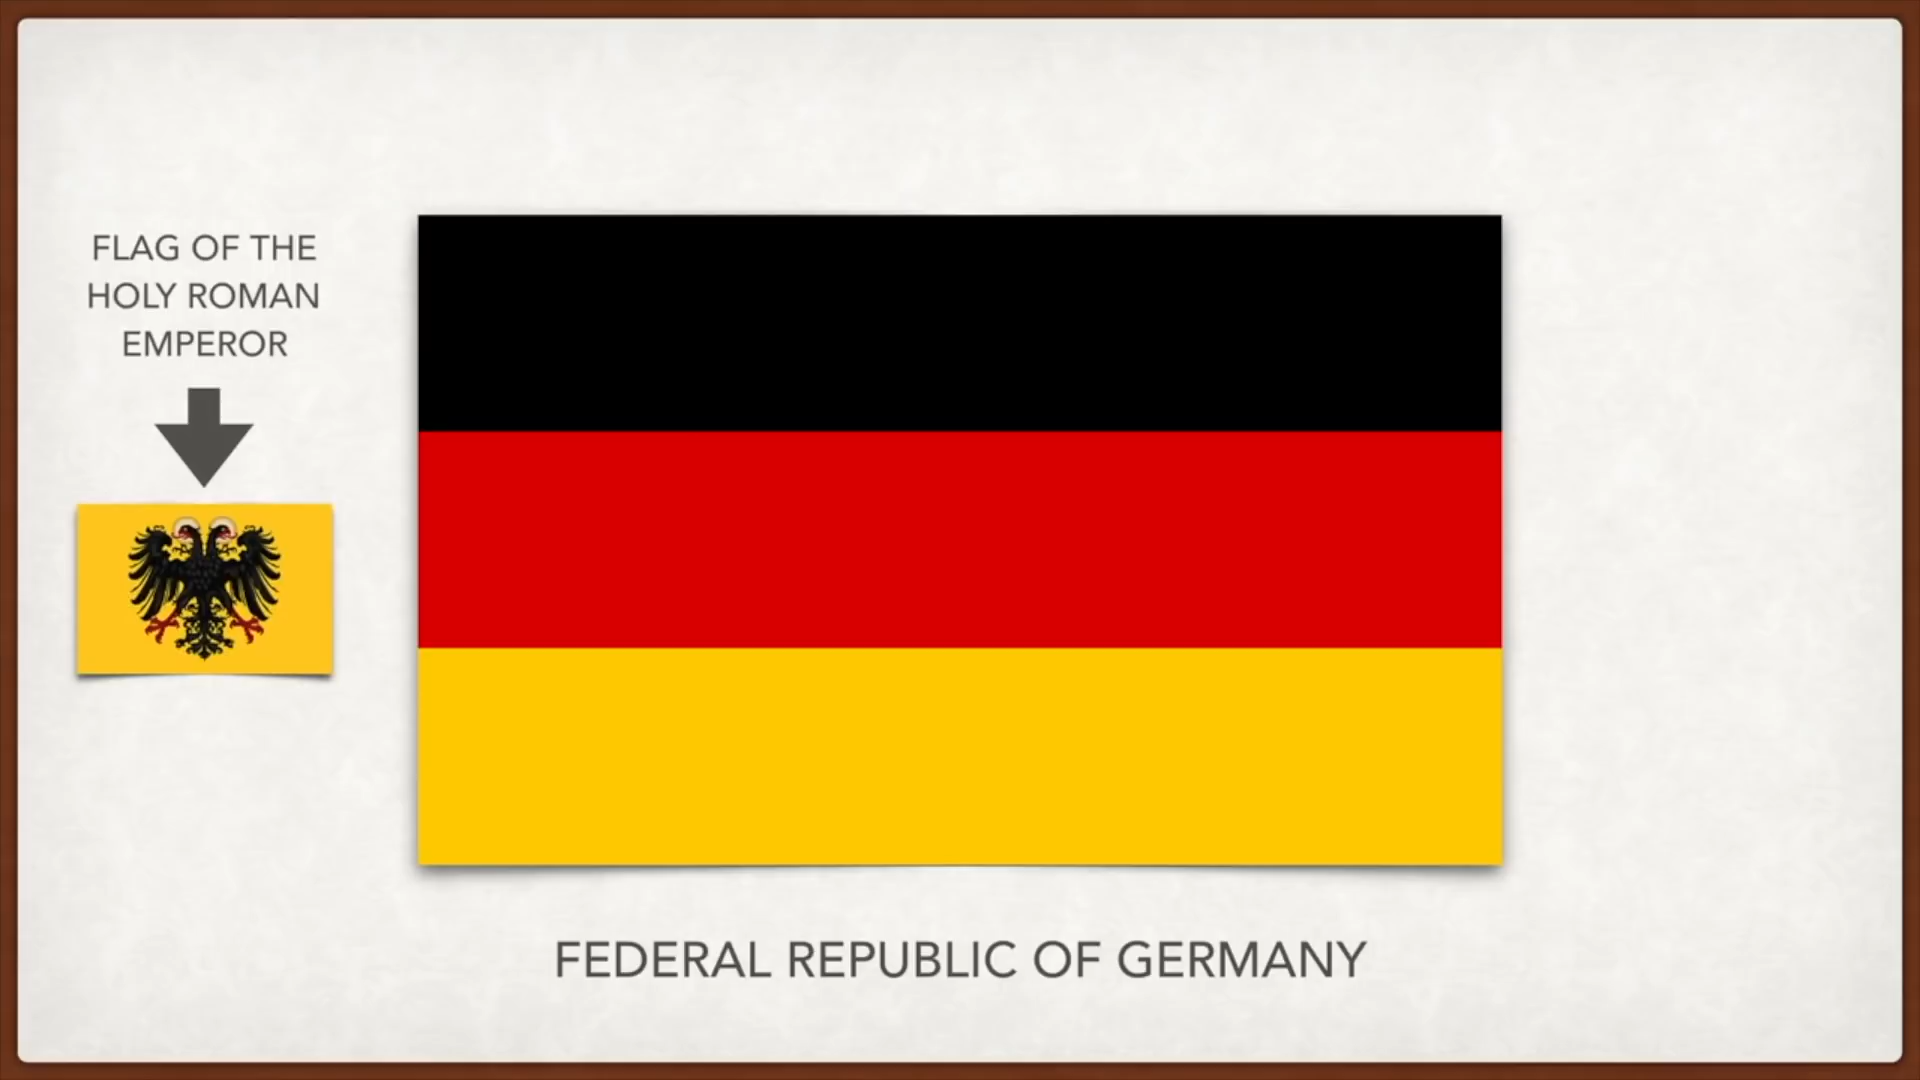 FLAG OF THE
HOLY ROMAN
EMPEROR
FEDERAL REPUBLIC OF GERMANY